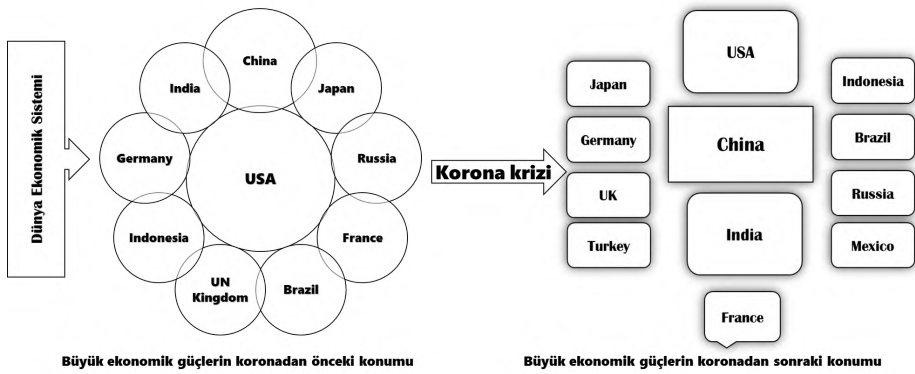 Dünya Ekonomik Sistemi
China
India
Japan
Germany
USA
Russia
Indonesia
France
UN
Kingdom
Brazil
Büyük ekonomik güçlerin koronadan önceki konumu
Korona krizi
USA
Japan
Indonesia
Germany
China
Brazil
UK
Russia
Turkey
India
Mexico
France
Büyük ekonomik güçlerin koronadan sonraki konumu